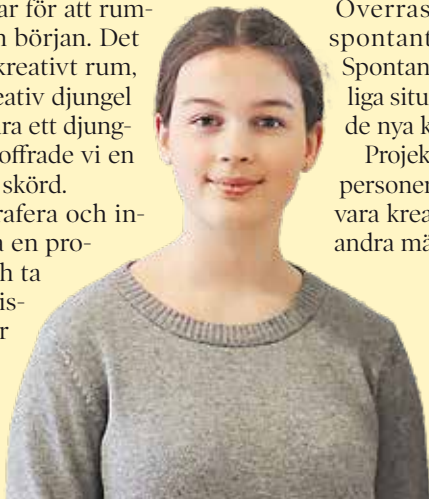 ar för att rum-
n början. Det
kreativt rum,
eativ djungel
ara ett djung-
offrade vi en
skörd.
rafera och in-
a en pro-
ch ta
is-
r
Överras
spontant
Spontan
liga situ
de nya k
Projek
personer
vara krea
andra mä